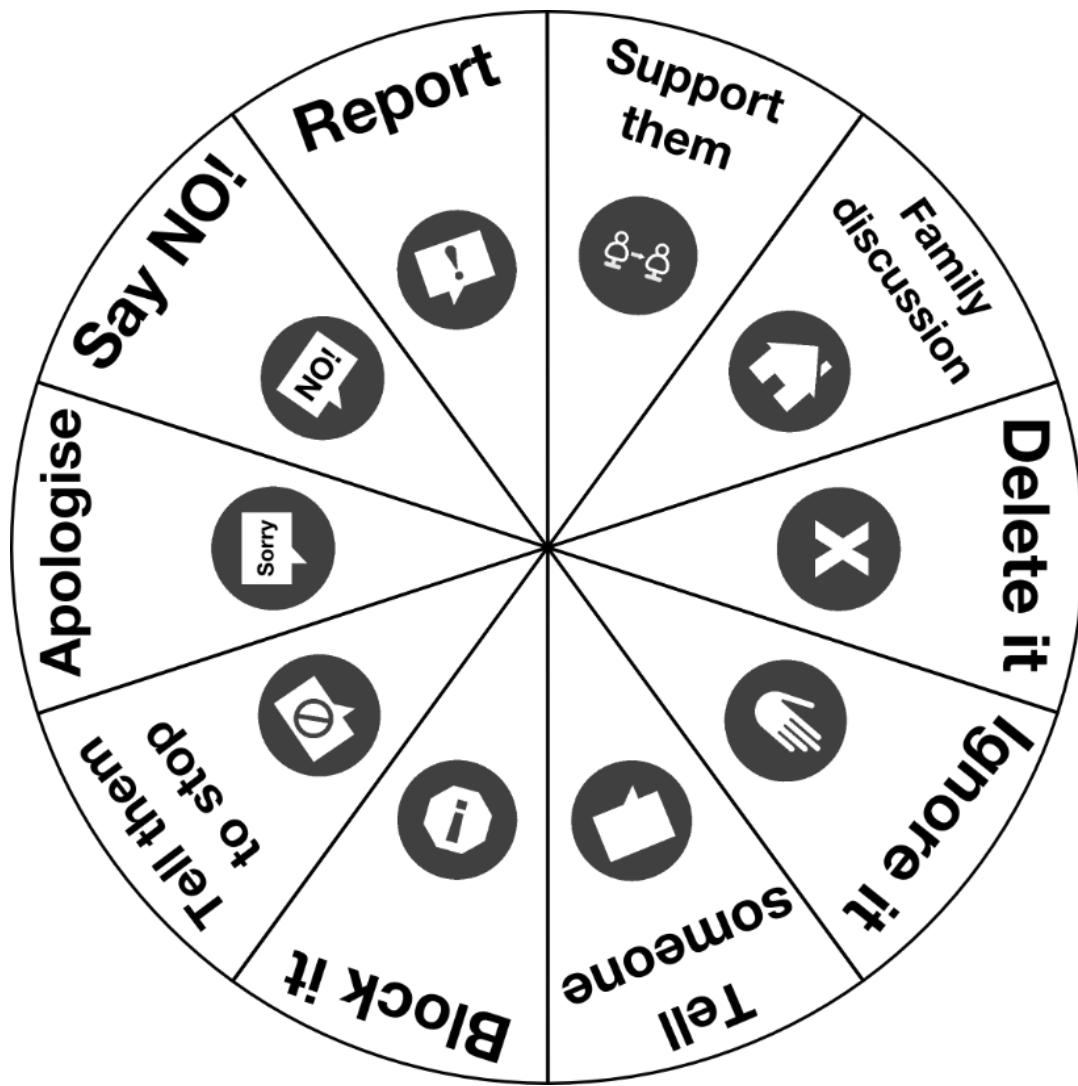 Support
them
Family
discussion
Delete it
Ignore it
Tell
someone
Block it
Tell them
to stop
Apologise
Sorry
Say NO!
NO!
Report
!